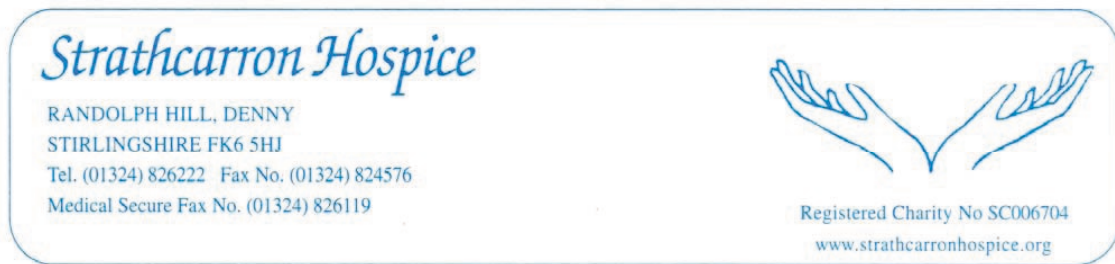 Strathcarron Hospice
RANDOLPH HILL, DENNY
STIRLINGSHIRE FK6 5HJ
Tel. (01324) 826222 Fax No. (01324) 824576
Medical Secure Fax No. (01324) 826119
Registered Charity No SC006704
www.strathcarronhospice.org